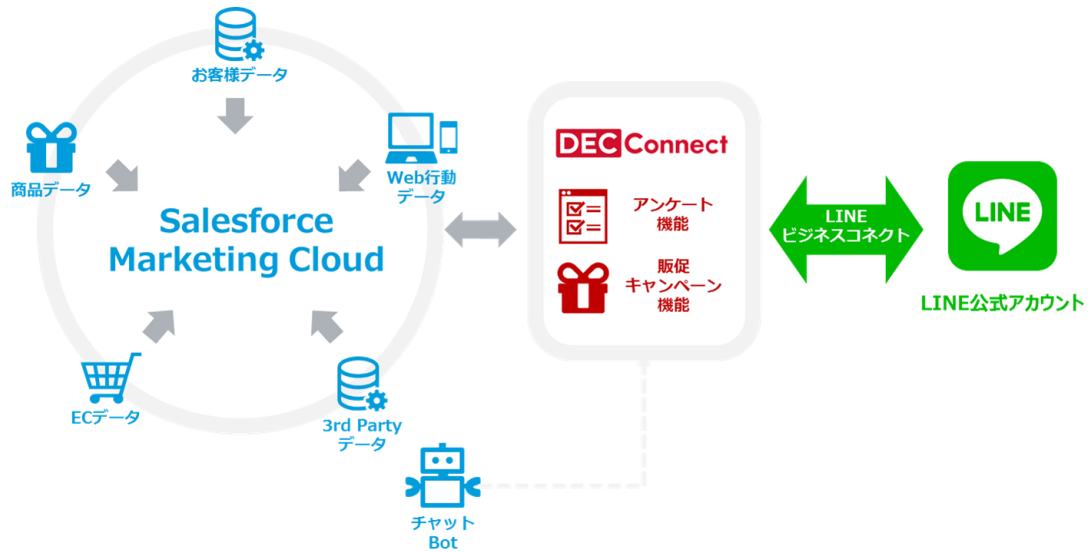 お客様データ
商品データ
Web行動
データ
Salesforce
Marketing Cloud
ECデータ
3rd Party
データ
チャット
Bot
DEC Connect
アンケート
機能
販促
キャンペーン
機能
LINE
ビジネスコネクト
LINE
LINE公式アカウント